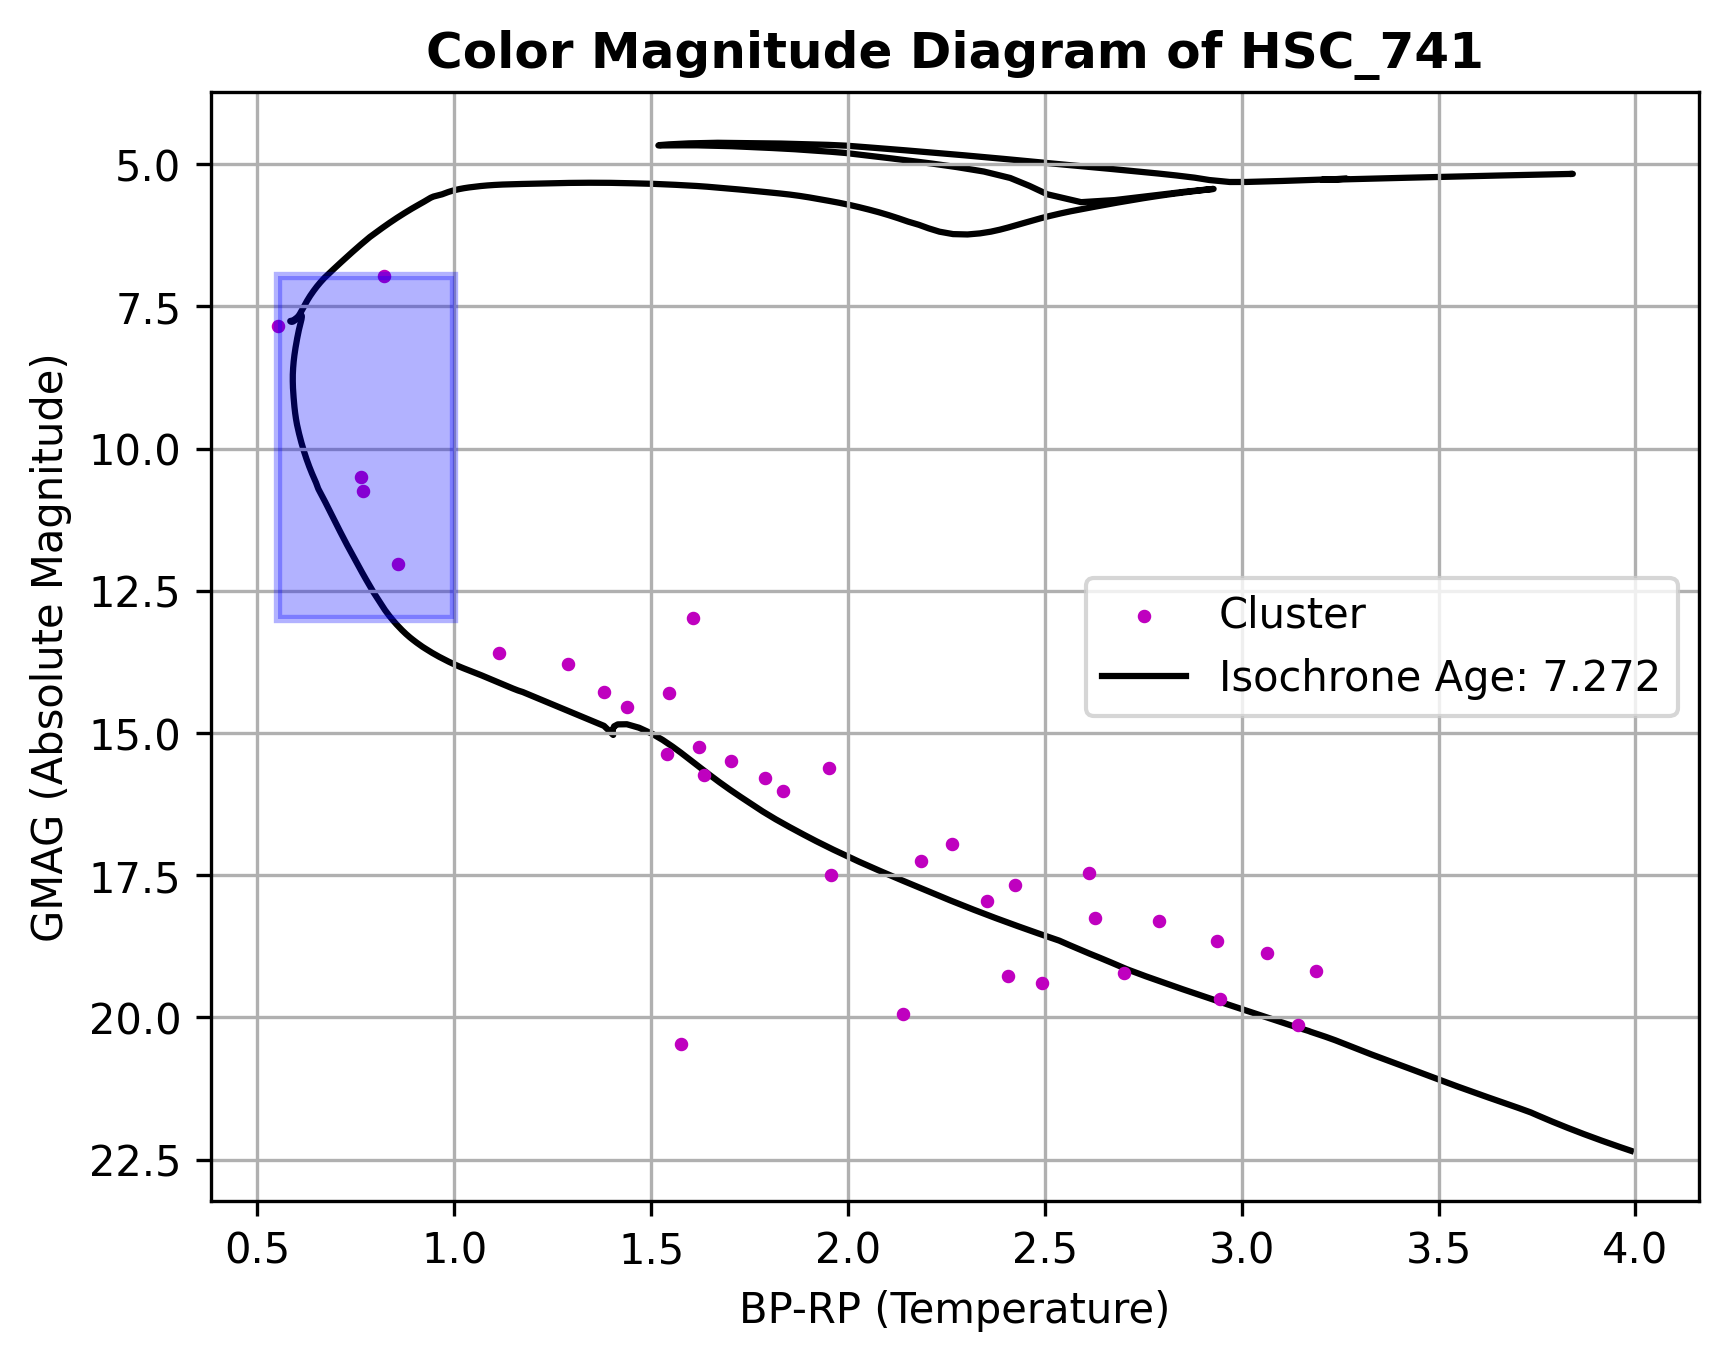 Color Magnitude Diagram of HSC_741
GMAG (Absolute Magnitude)
5.0
7.5
10.0
12.5
15.0
17.5
20.0
22.5
Cluster
Isochrone Age: 7.272
0.5 1.0 1.5 2.0 2.5 3.0 3.5 4.0
BP-RP (Temperature)